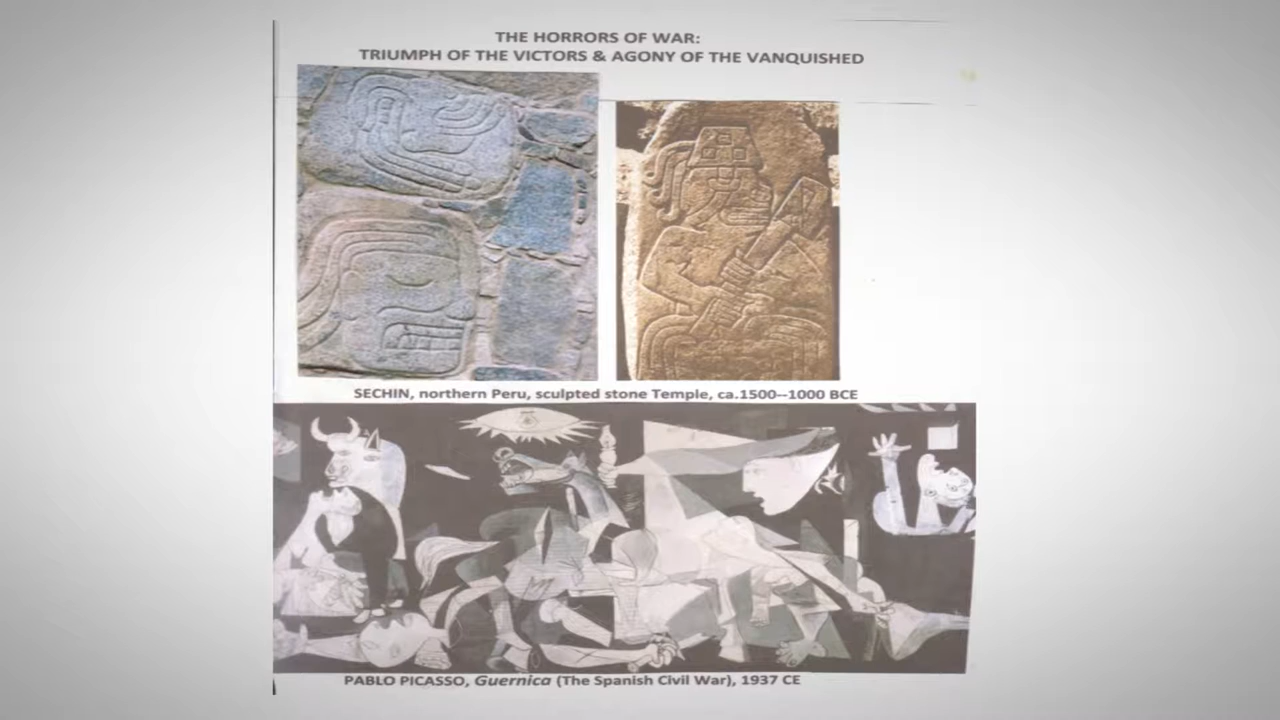 THE HORRORS OF WAR:
TRIUMPH OF THE VICTORS & AGONY OF THE VANQUISHED
SECHIN, northern Peru, sculpted stone Temple, ca.1500--1000 BCE
PABLO PICASSO, Guernica (The Spanish Civil War), 1937 CE